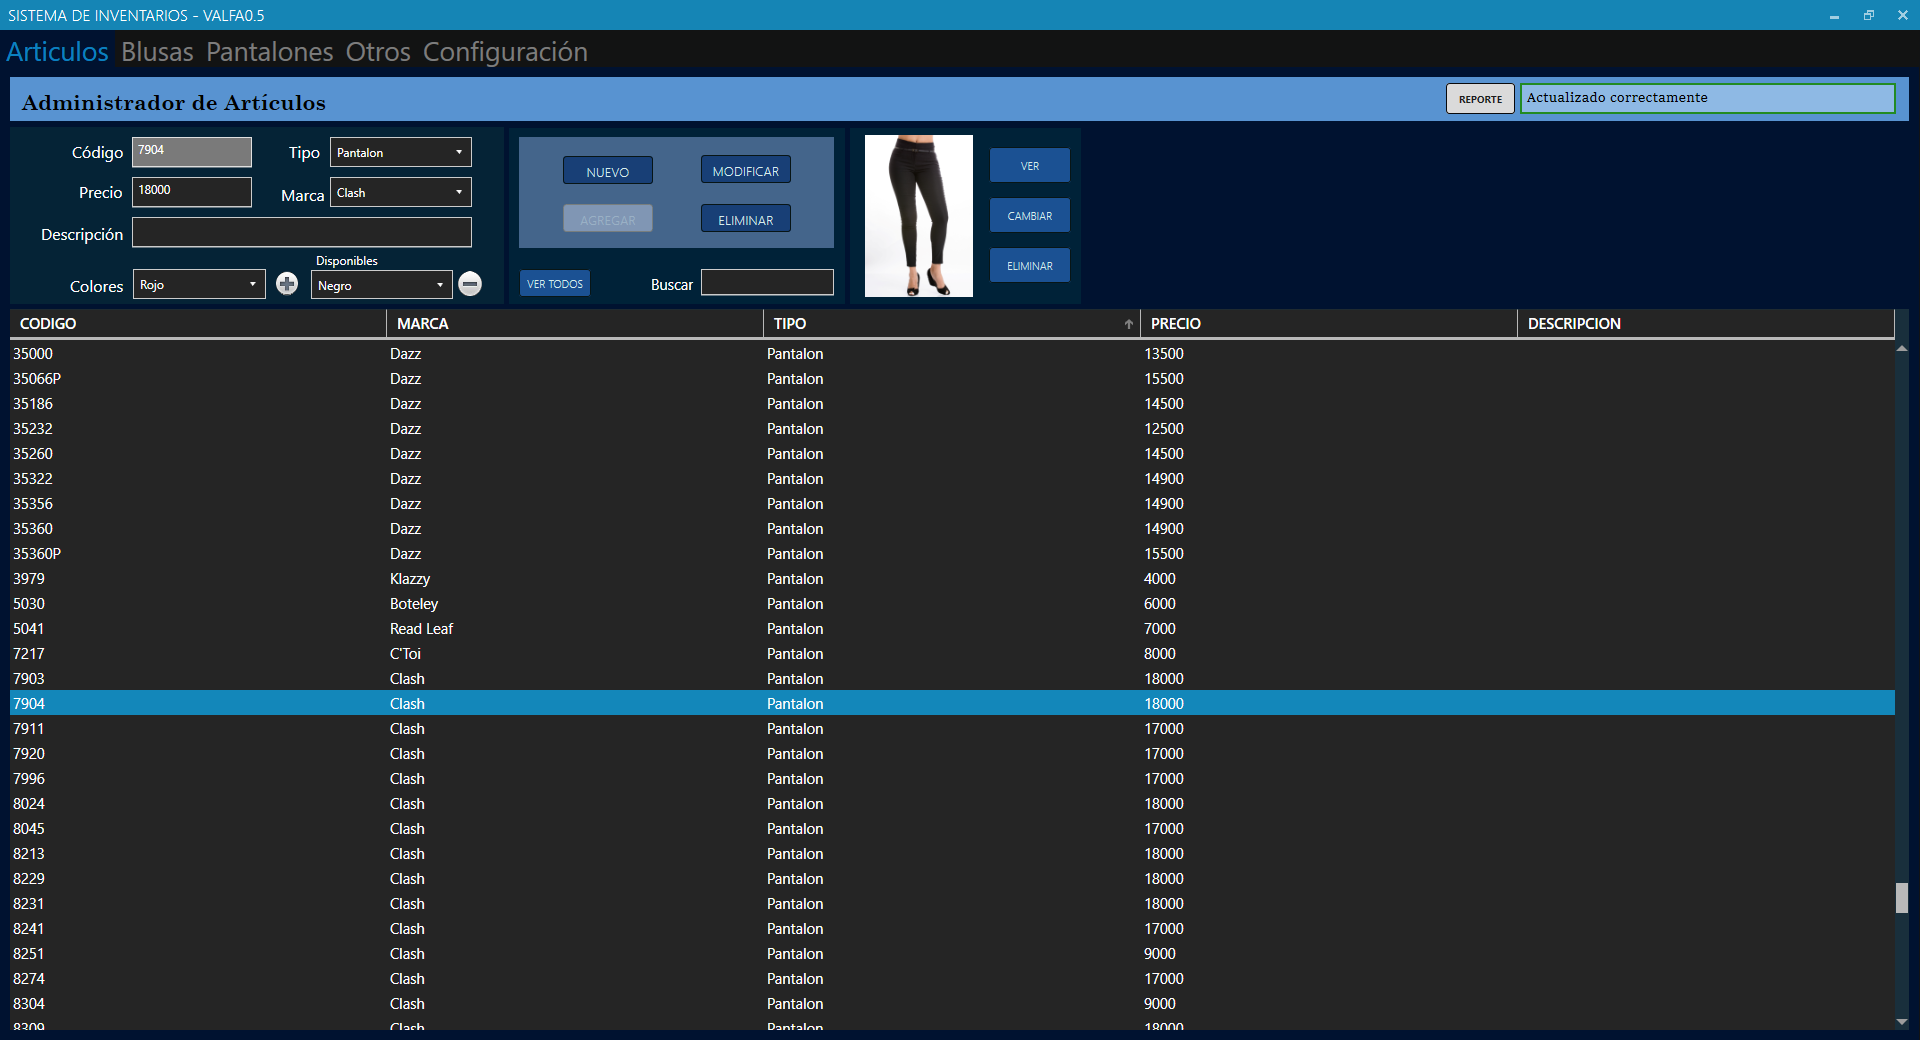 SISTEMA DE INVENTARIOS - VALFA0.5
Articulos Blusas Pantalones Otros Configuración
Administrador de Artículos
REPORTE
Actualizado correctamente
Código 7904 Tipo Pantalon
Precio 18000 Marca Clash
Descripción
Disponibles
Colores Rojo Negro
NUEVO MODIFICAR
AGREGAR ELIMINAR
VER TODOS Buscar
VER
CAMBIAR
ELIMINAR
CODIGO MARCA TIPO PRECIO DESCRIPCION
35000 Dazz Pantalon 13500
35066P Dazz Pantalon 15500
35186 Dazz Pantalon 14500
35232 Dazz Pantalon 12500
35260 Dazz Pantalon 14500
35322 Dazz Pantalon 14900
35356 Dazz Pantalon 14900
35360 Dazz Pantalon 14900
35360P Dazz Pantalon 15500
3979 Klazzy Pantalon 4000
5030 Boteley Pantalon 6000
5041 Read Leaf Pantalon 7000
7217 C'Toi Pantalon 8000
7903 Clash Pantalon 18000
7904 Clash Pantalon 18000
7911 Clash Pantalon 17000
7920 Clash Pantalon 17000
7996 Clash Pantalon 17000
8024 Clash Pantalon 18000
8045 Clash Pantalon 17000
8213 Clash Pantalon 18000
8229 Clash Pantalon 18000
8231 Clash Pantalon 18000
8241 Clash Pantalon 17000
8251 Clash Pantalon 9000
8274 Clash Pantalon 17000
8304 Clash Pantalon 9000
8309 Clash Pantalon 18000